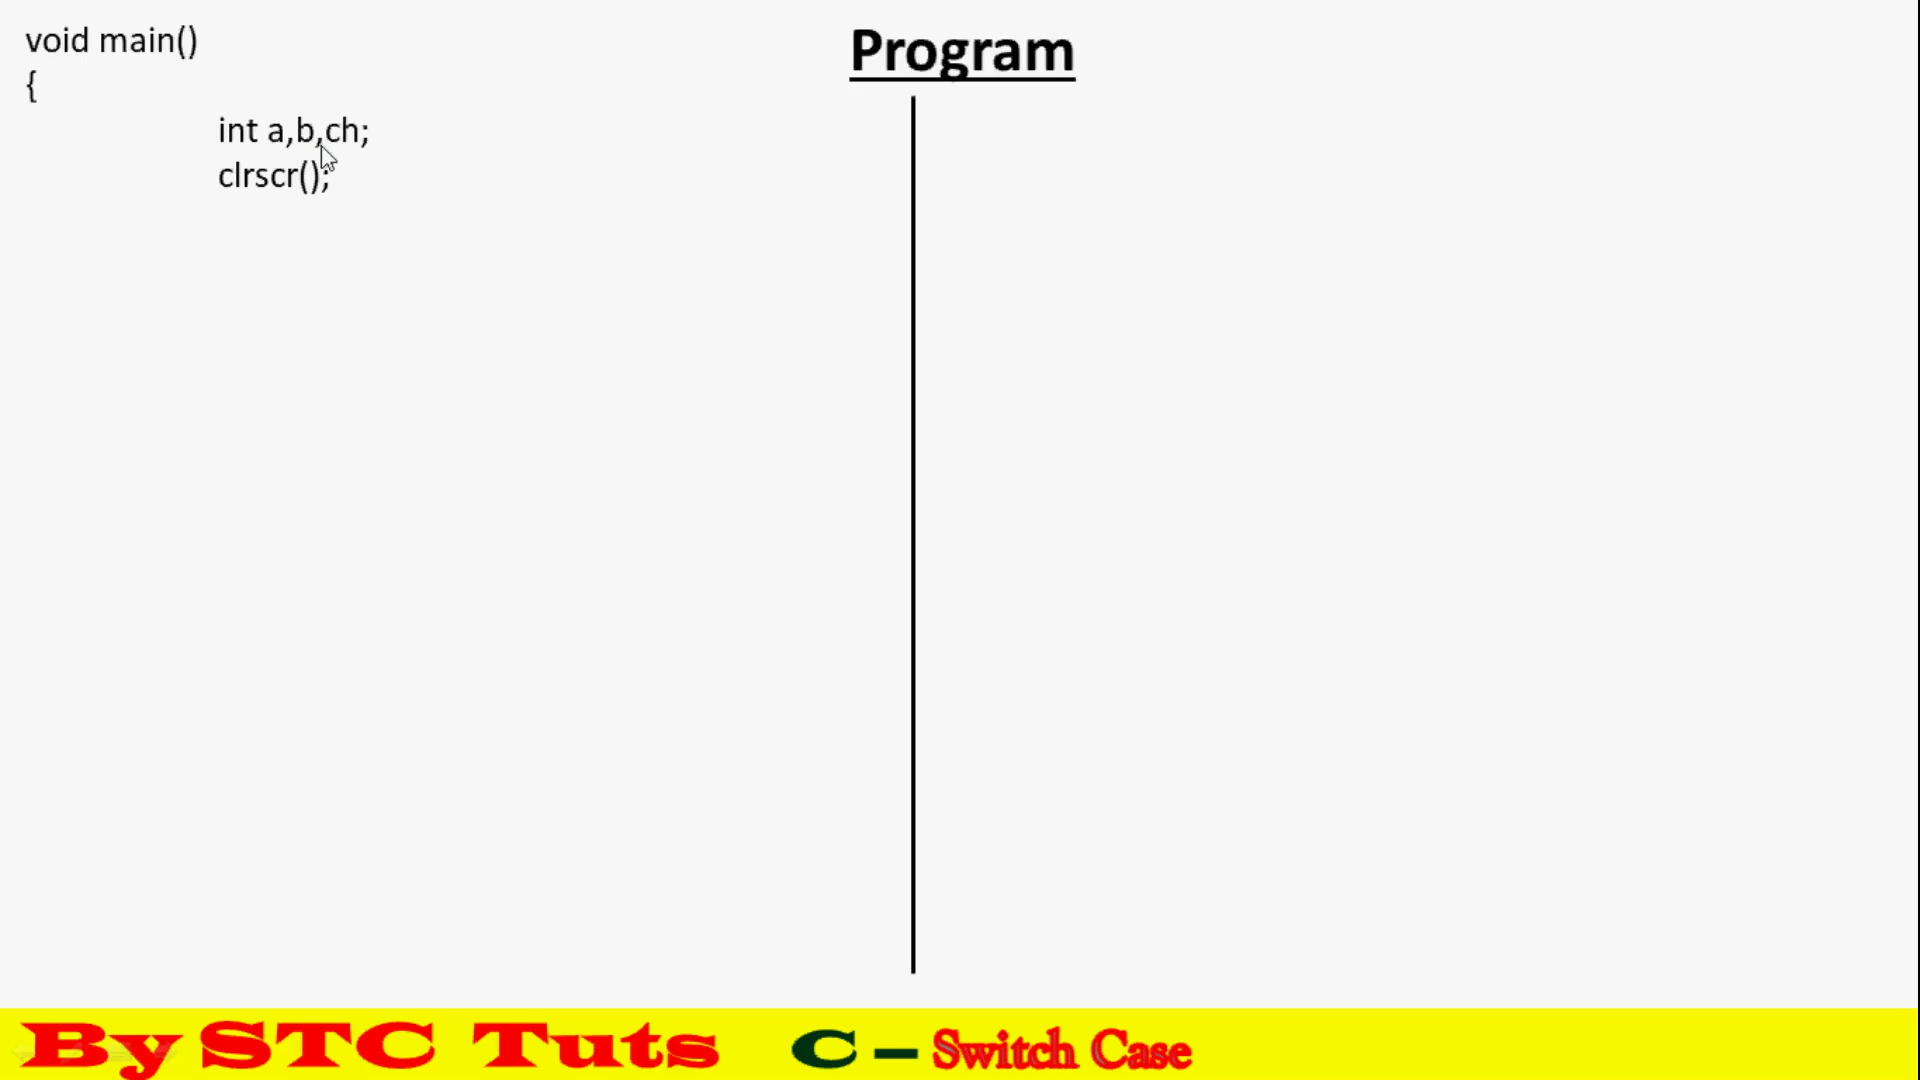 Program
void main()
{
int a,b,ch;
clrscr();
By STC Tuts C – Switch Case